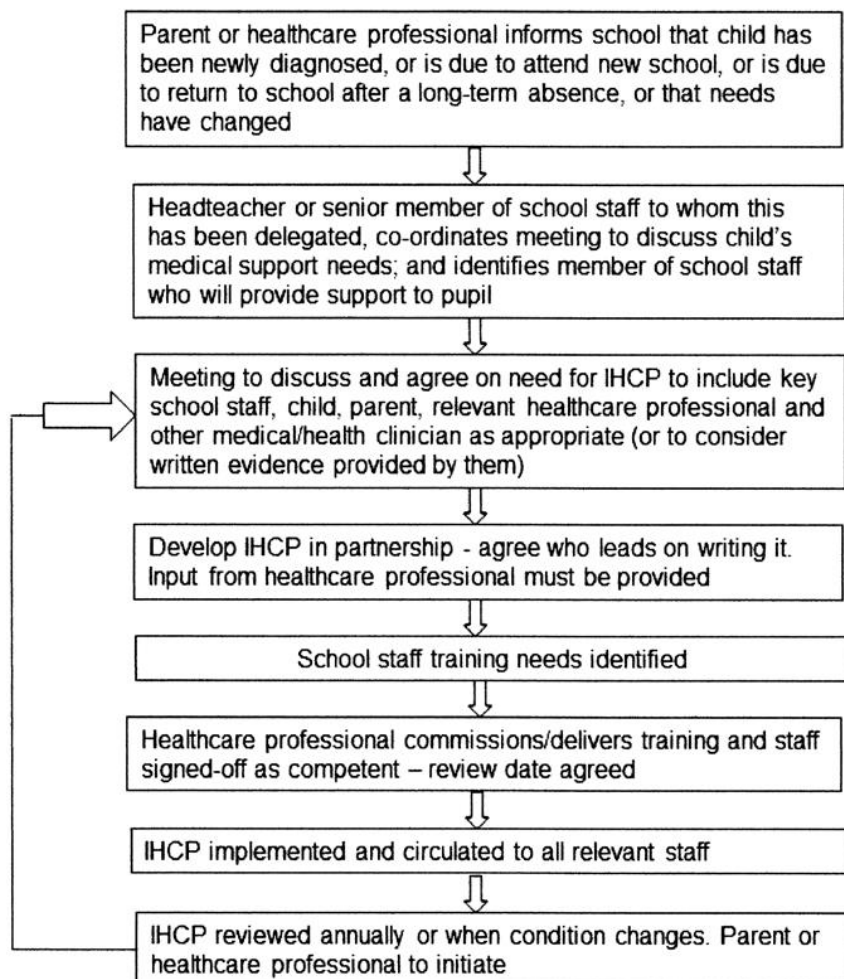 Parent or healthcare professional informs school that child has
been newly diagnosed, or is due to attend new school, or is due
to return to school after a long-term absence, or that needs
have changed
Headteacher or senior member of school staff to whom this
has been delegated, co-ordinates meeting to discuss child's
medical support needs; and identifies member of school staff
who will provide support to pupil
Meeting to discuss and agree on need for IHCP to include key
school staff, child, parent, relevant healthcare professional and
other medical/health clinician as appropriate (or to consider
written evidence provided by them)
Develop IHCP in partnership - agree who leads on writing it.
Input from healthcare professional must be provided
School staff training needs identified
Healthcare professional commissions/delivers training and staff
signed-off as competent – review date agreed
IHCP implemented and circulated to all relevant staff
IHCP reviewed annually or when condition changes. Parent or
healthcare professional to initiate